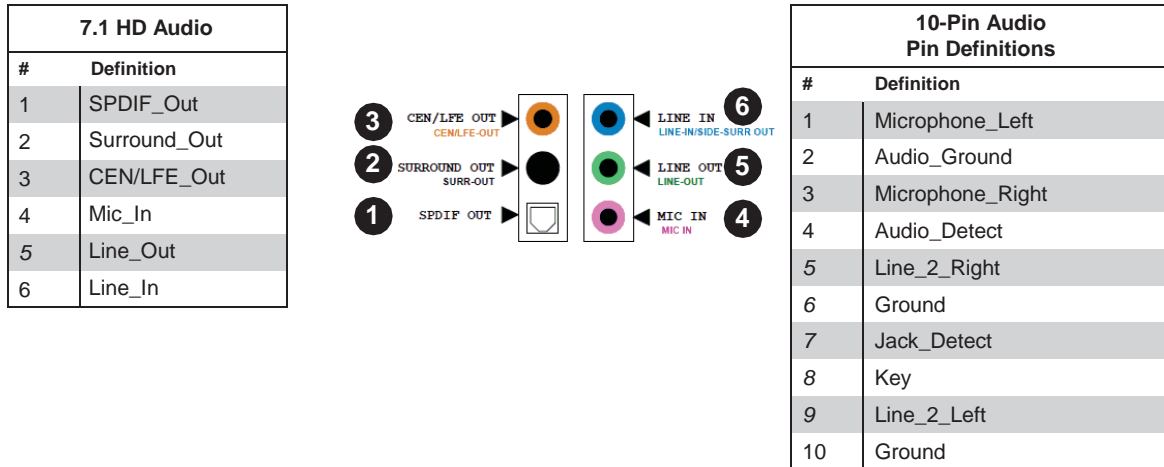 7.1 HD Audio
# Definition
1 SPDIF_Out
2 Surround_Out
3 CEN/LFE_Out
4 Mic_In
5 Line_Out
6 Line_In
3 CEN/LFE OUT
CEN/LFE-OUT
2 SURROUND OUT
SURR-OUT
1 SPDIF OUT
LINE IN 6
LINE-IN/SIDE-SURR OUT
LINE OUT 5
LINE-OUT
MIC IN 4
MIC IN
10-Pin Audio
Pin Definitions
# Definition
1 Microphone_Left
2 Audio_Ground
3 Microphone_Right
4 Audio_Detect
5 Line_2_Right
6 Ground
7 Jack_Detect
8 Key
9 Line_2_Left
10 Ground